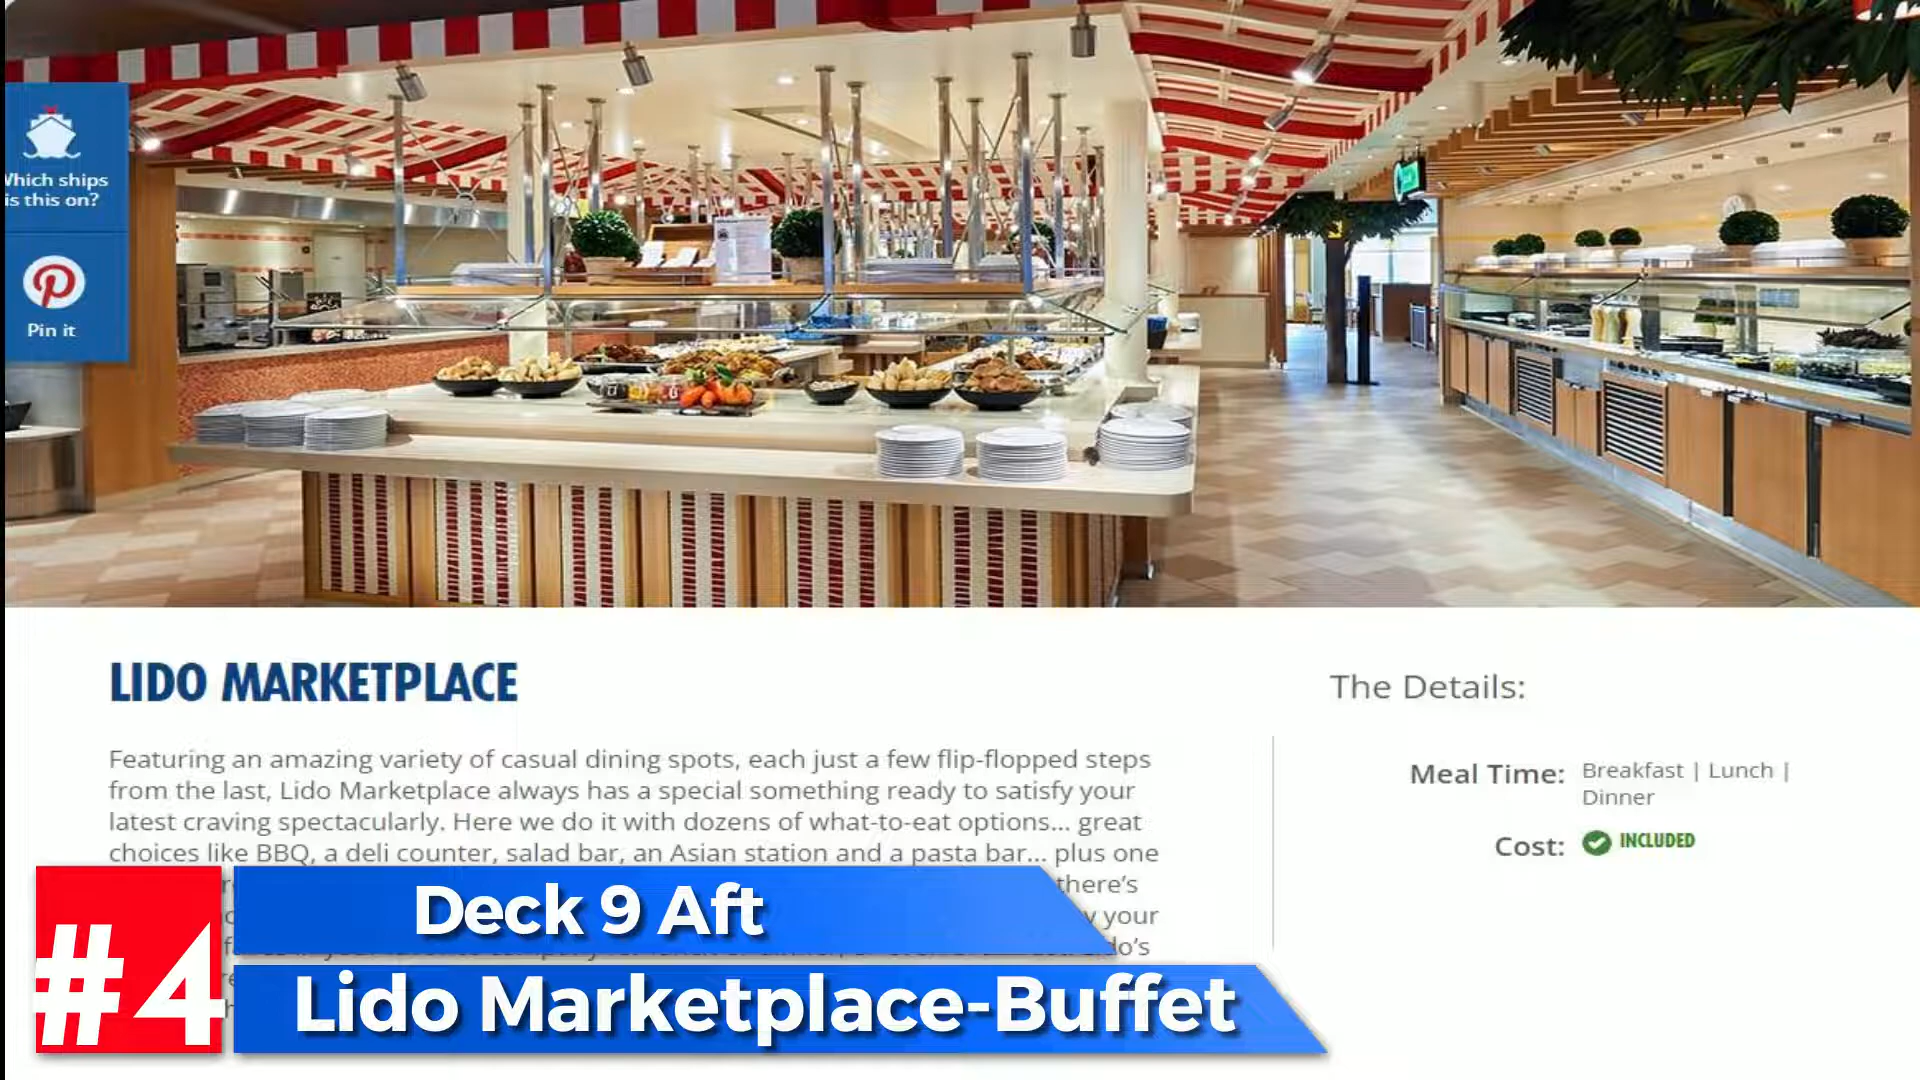 Which ships
is this on?
Pin it
LIDO MARKETPLACE
Featuring an amazing variety of casual dining spots, each just a few flip-flopped steps
from the last, Lido Marketplace always has a special something ready to satisfy your
latest craving spectacularly. Here we do it with dozens of what-to-eat options... great
choices like BBQ, a deli counter, salad bar, an Asian station and a pasta bar... plus one
there's
your
The Details:
Meal Time: Breakfast | Lunch |
Dinner
Cost: INCLUDED
#4
Deck 9 Aft
Lido Marketplace-Buffet